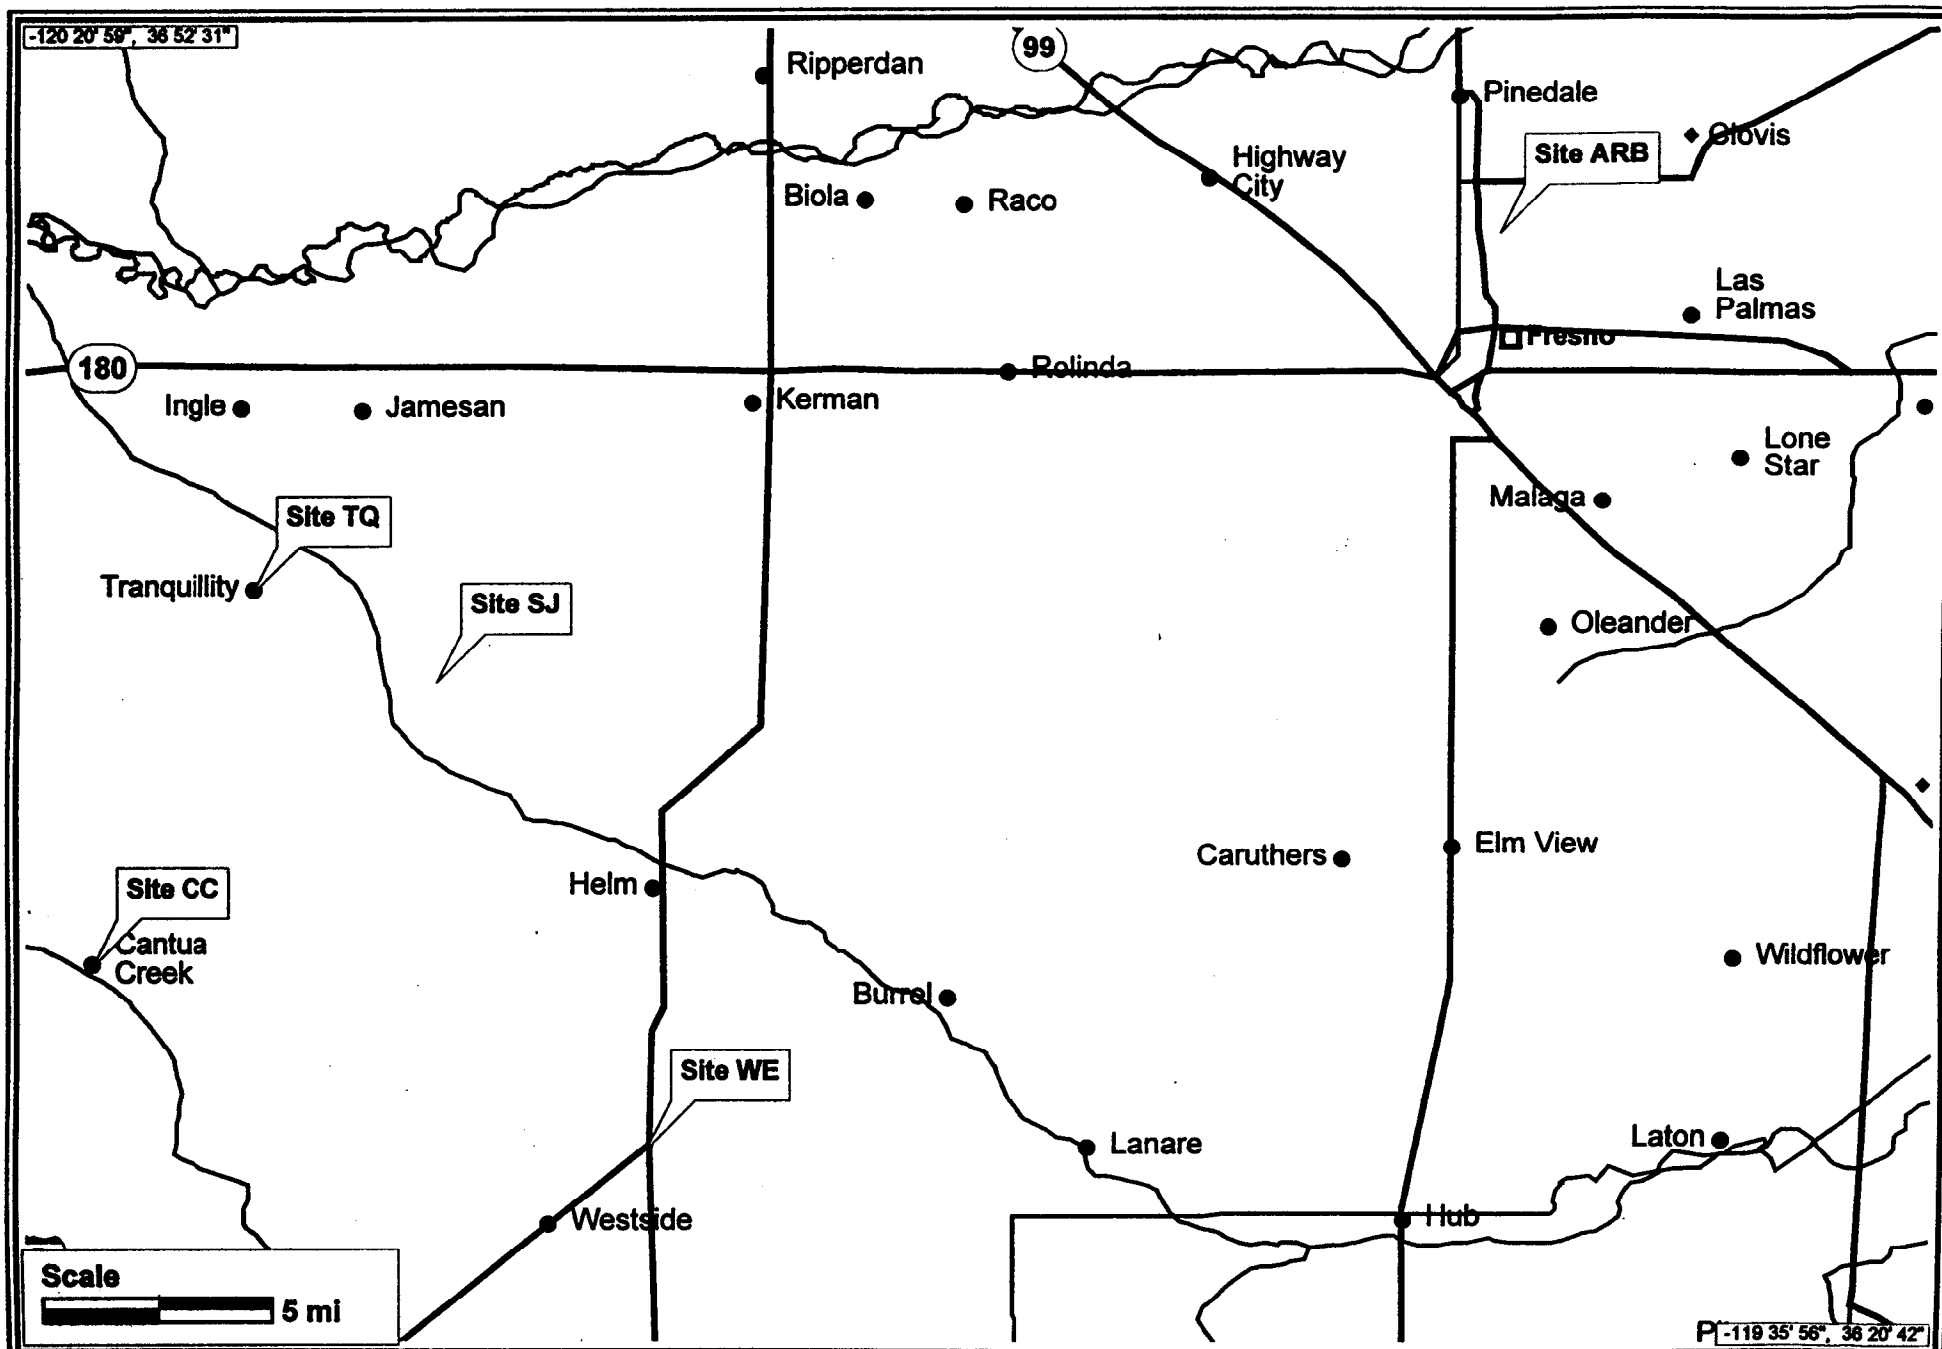 -120 20' 59", 36 52' 31"
99
Ripperdan
Pinedale
Clovis
Site ARB
Highway
City
Biola
Raco
Las
Palmas
Fresno
180
Rolinda
Ingle
Jamesan
Kerman
Lone
Star
Malaga
Site TQ
Tranquillity
Site SJ
Oleander
Caruthers
Elm View
Helm
Site CC
Cantua
Creek
Wildflower
Burrel
Site WE
Lanare
Laton
Westside
Hub
Scale
5 mi
-119 35' 56", 36 20' 42"